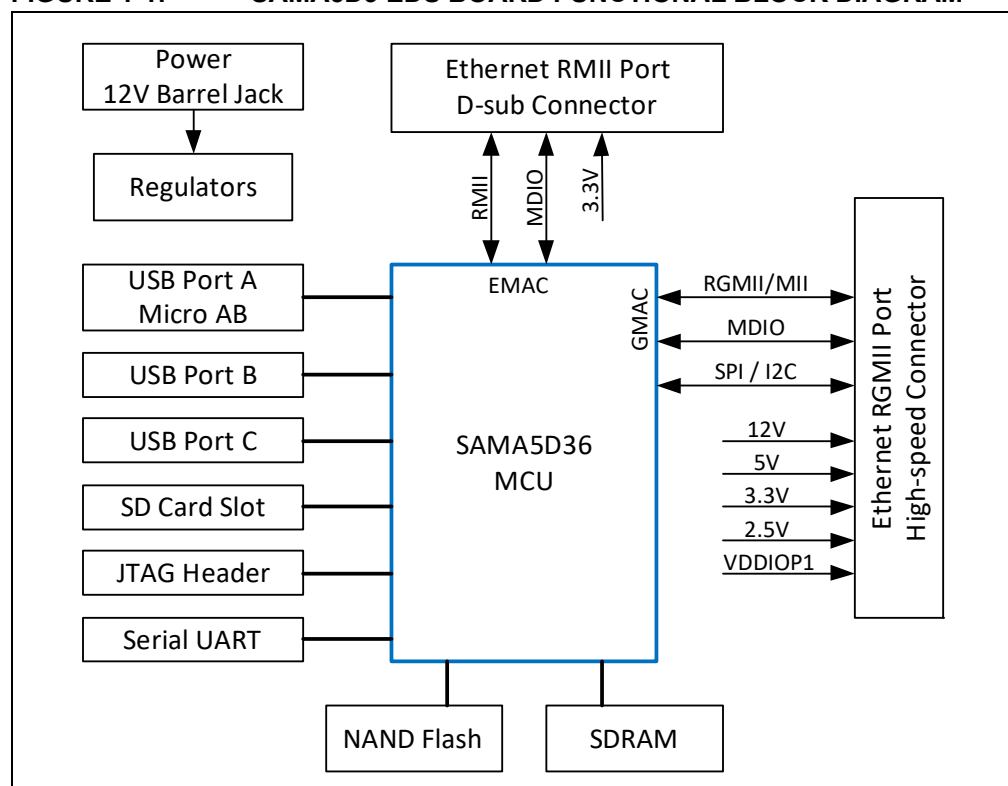 Power
12V Barrel Jack
Ethernet RMII Port
D-sub Connector
Regulators
RMII
MDIO
3.3V
USB Port A
Micro AB
USB Port B
USB Port C
SD Card Slot
JTAG Header
Serial UART
EMAC
GMAC
SAMA5D36
MCU
RGMII/MII
MDIO
SPI / I2C
12V
5V
3.3V
2.5V
VDDIOP1
Ethernet RGMII Port
High-speed Connector
NAND Flash
SDRAM